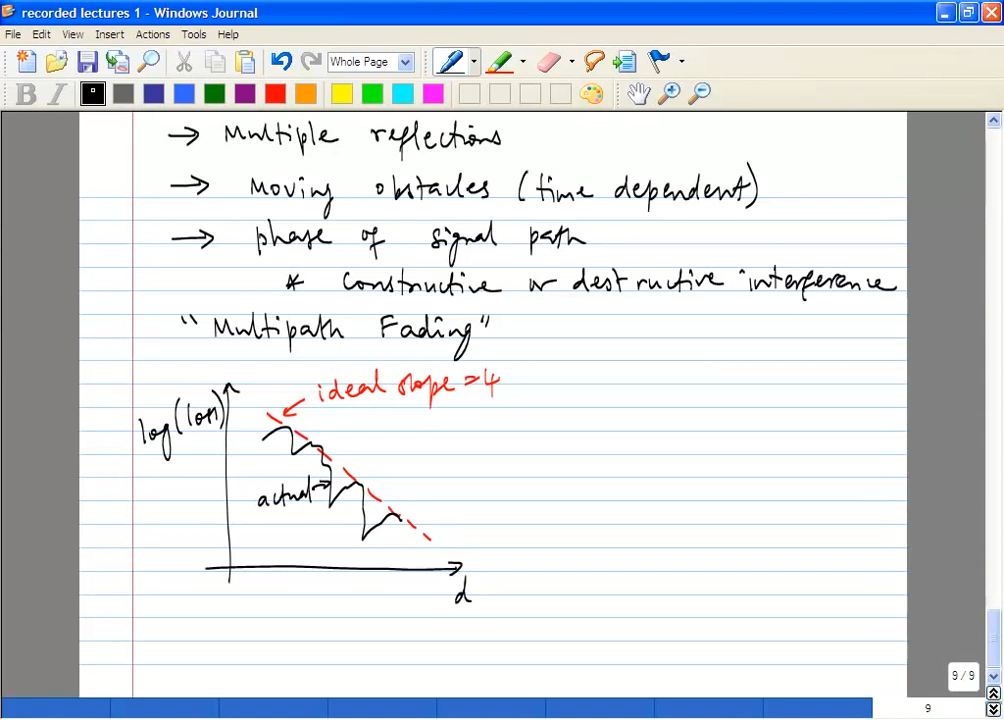 recorded lectures 1 - Windows Journal
File Edit View Insert Actions Tools Help
Whole Page
B I
→ Multiple reflections
→ Moving obstacles (time dependent)
→ phase of signal path
* constructive or destructive interference
"Multipath Fading"
ideal slope = 4
log(loss)
actual →
d
9 / 9
9